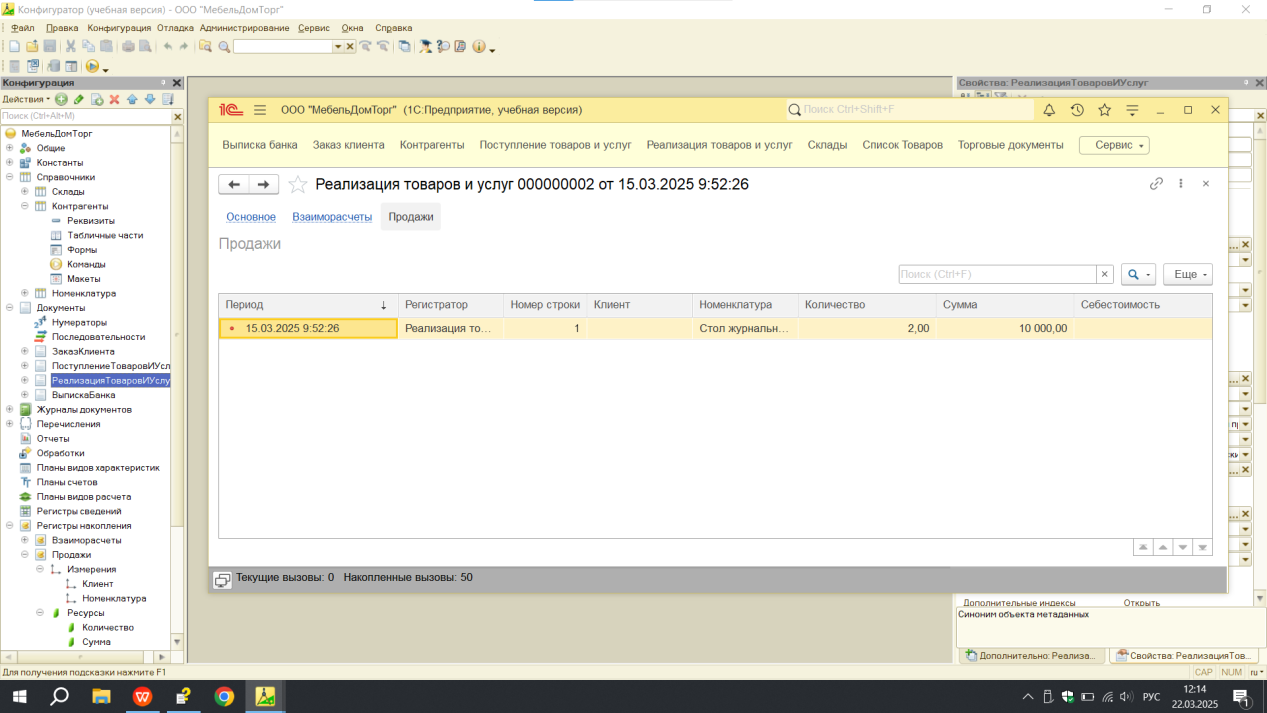 Конфигуратор (учебная версия) - ООО "МебельДомТорг"
Файл Правка Конфигурация Отладка Администрирование Сервис Окна Справка
Конфигурация
Действия
Поиск (Ctrl+Alt+M)
МебельДомТорг
Общие
Константы
Справочники
Склады
Контрагенты
Реквизиты
Табличные части
Формы
Команды
Макеты
Номенклатура
Документы
Нумераторы
Последовательности
ЗаказКлиента
ПоступлениеТоваровИУсл
РеализацияТоваровИУслу
ВыпискаБанка
Журналы документов
Перечисления
Отчеты
Обработки
Планы видов характеристик
Планы счетов
Планы видов расчета
Регистры сведений
Регистры накопления
Взаиморасчеты
Продажи
Измерения
Клиент
Номенклатура
Ресурсы
Количество
Сумма
ООО "МебельДомТорг" (1С:Предприятие, учебная версия)
Поиск Ctrl+Shift+F
Выписка банка Заказ клиента Контрагенты Поступление товаров и услуг Реализация товаров и услуг Склады Список Товаров Торговые документы Сервис
Реализация товаров и услуг 000000002 от 15.03.2025 9:52:26
Основное Взаиморасчеты Продажи
Продажи
Поиск (Ctrl+F) Еще
Период Регистратор Номер строки Клиент Номенклатура Количество Сумма Себестоимость
15.03.2025 9:52:26 Реализация то... 1 Стол журнальн... 2,00 10 000,00
Текущие вызовы: 0 Накопленные вызовы: 50
Свойства: РеализацияТоваровИУслуг
Дополнительные индексы Открыть
Синоним объекта метаданных
Дополнительно: Реализа... Свойства: РеализацияТов...
Для получения подсказки нажмите F1
CAP NUM ru
РУС
12:14
22.03.2025
1